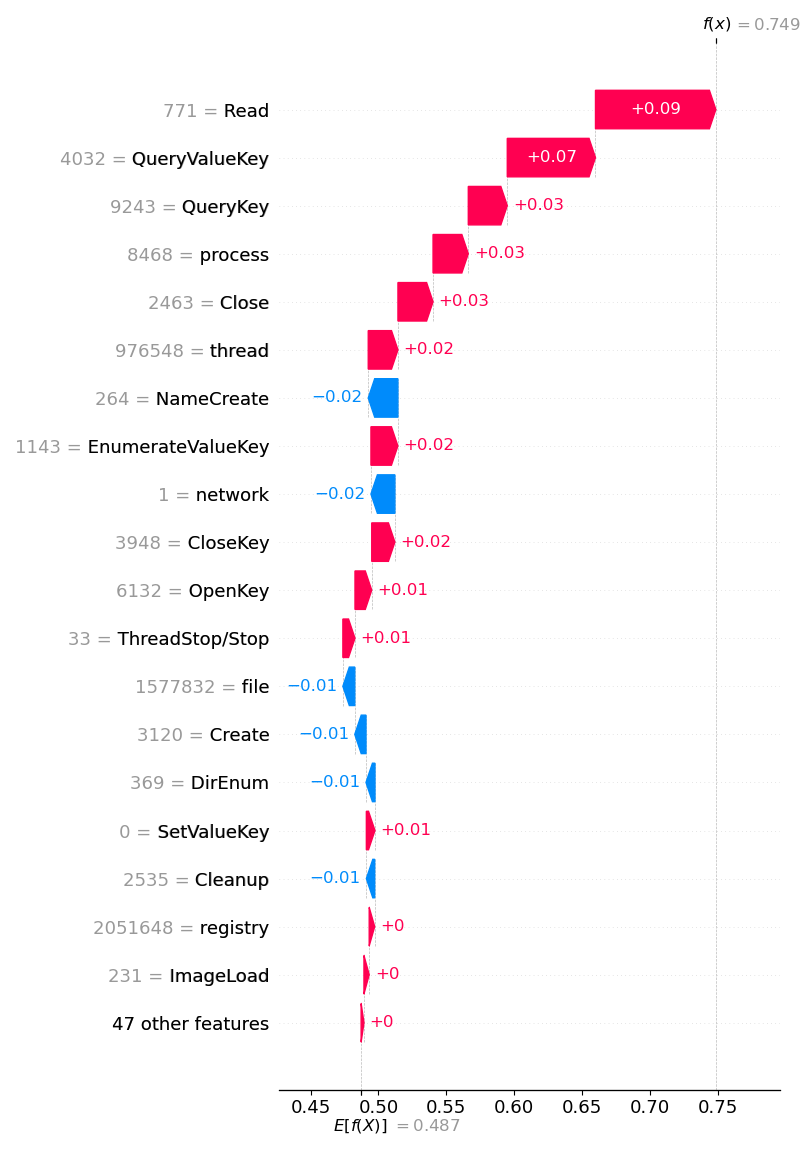 f(x) = 0.749
771 = Read +0.09
4032 = QueryValueKey +0.07
9243 = QueryKey +0.03
8468 = process +0.03
2463 = Close +0.03
976548 = thread +0.02
264 = NameCreate −0.02
1143 = EnumerateValueKey +0.02
1 = network −0.02
3948 = CloseKey +0.02
6132 = OpenKey +0.01
33 = ThreadStop/Stop +0.01
1577832 = file −0.01
3120 = Create −0.01
369 = DirEnum −0.01
0 = SetValueKey +0.01
2535 = Cleanup −0.01
2051648 = registry +0
231 = ImageLoad +0
47 other features +0
0.45 0.50 0.55 0.60 0.65 0.70 0.75
E[f(X)] = 0.487